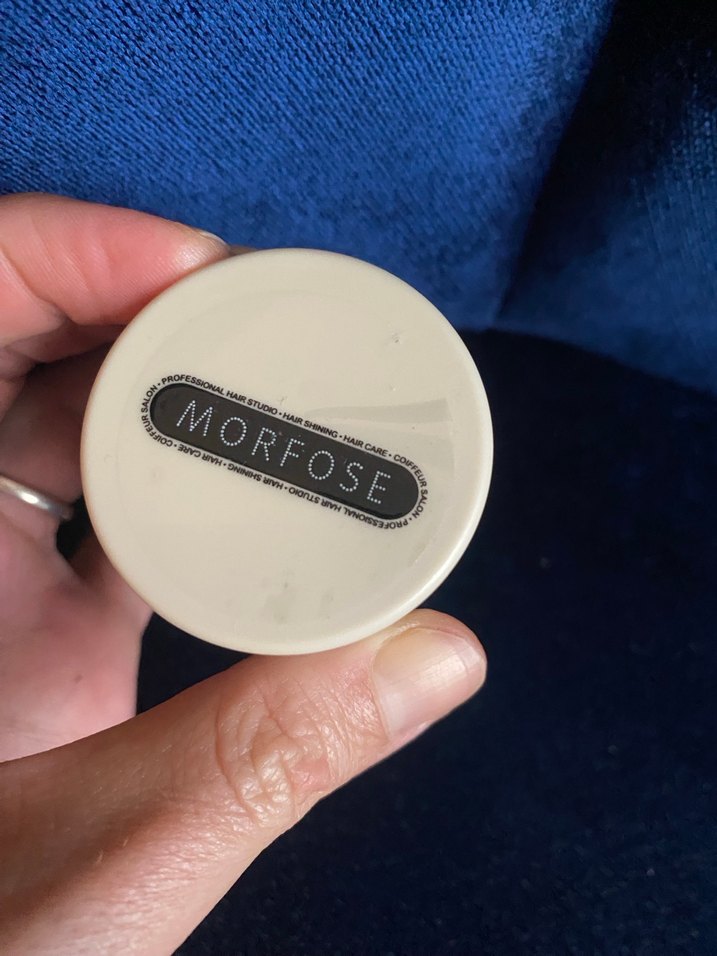 • PROFESSIONAL HAIR STUDIO • HAIR SHINING • HAIR CARE • COIFFEUR SALON
MORFOSE
• PROFESSIONAL HAIR STUDIO • HAIR SHINING • HAIR CARE • COIFFEUR SALON